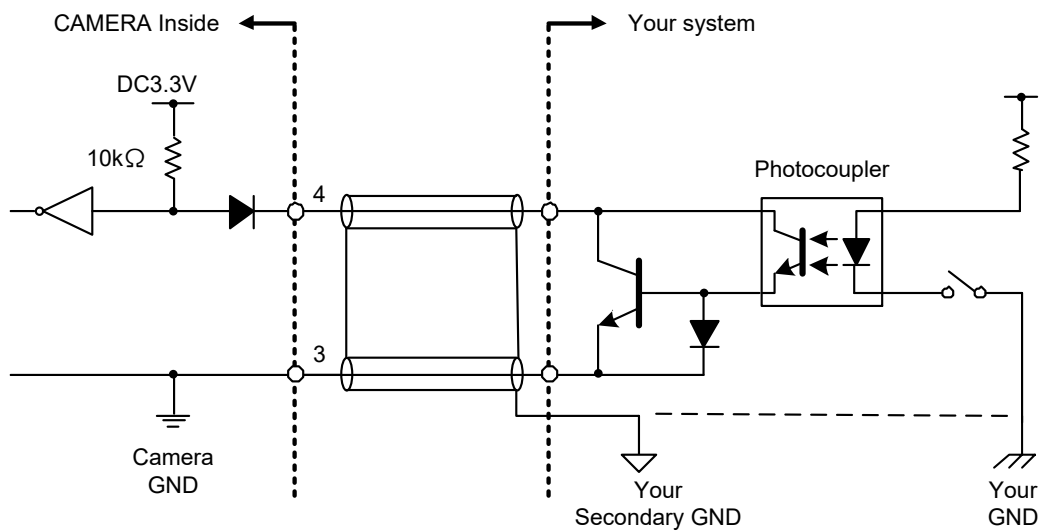 CAMERA Inside
Your system
DC3.3V
10kΩ
Photocoupler
4
3
Camera
GND
Your
Secondary GND
Your
GND